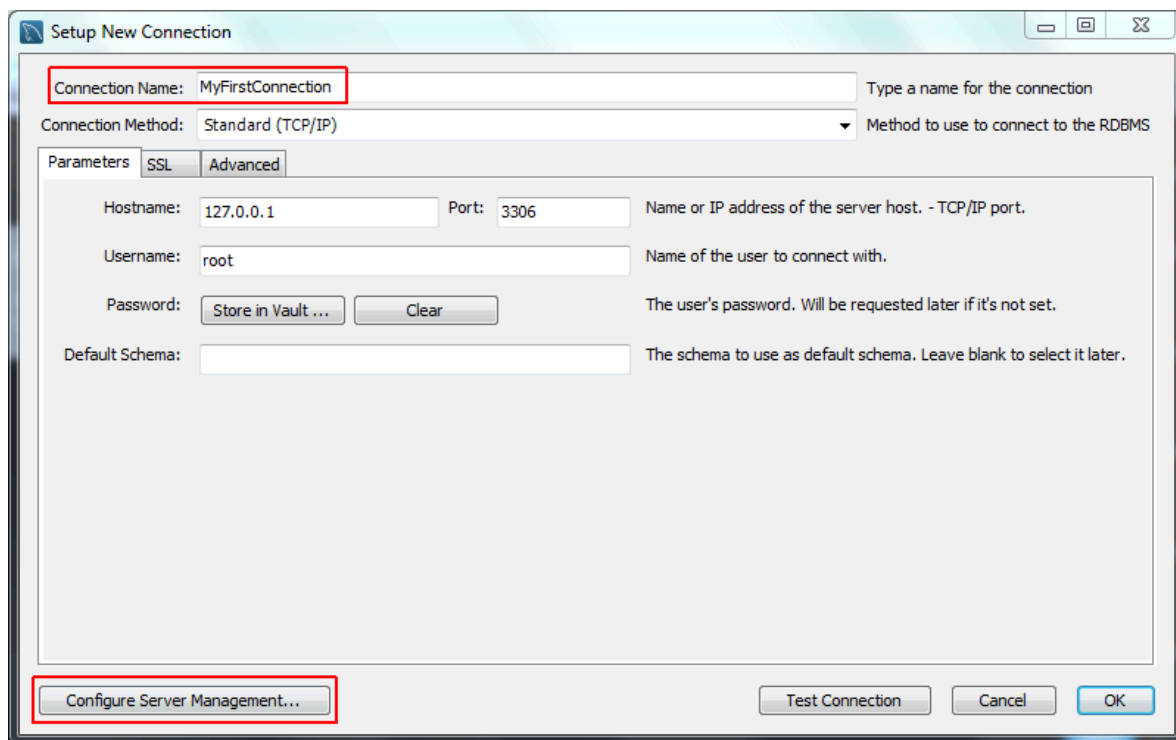 Setup New Connection
Connection Name: MyFirstConnection Type a name for the connection
Connection Method: Standard (TCP/IP) Method to use to connect to the RDBMS
Parameters SSL Advanced
Hostname: 127.0.0.1 Port: 3306 Name or IP address of the server host. - TCP/IP port.
Username: root Name of the user to connect with.
Password: Store in Vault ... Clear The user's password. Will be requested later if it's not set.
Default Schema: The schema to use as default schema. Leave blank to select it later.
Configure Server Management... Test Connection Cancel OK